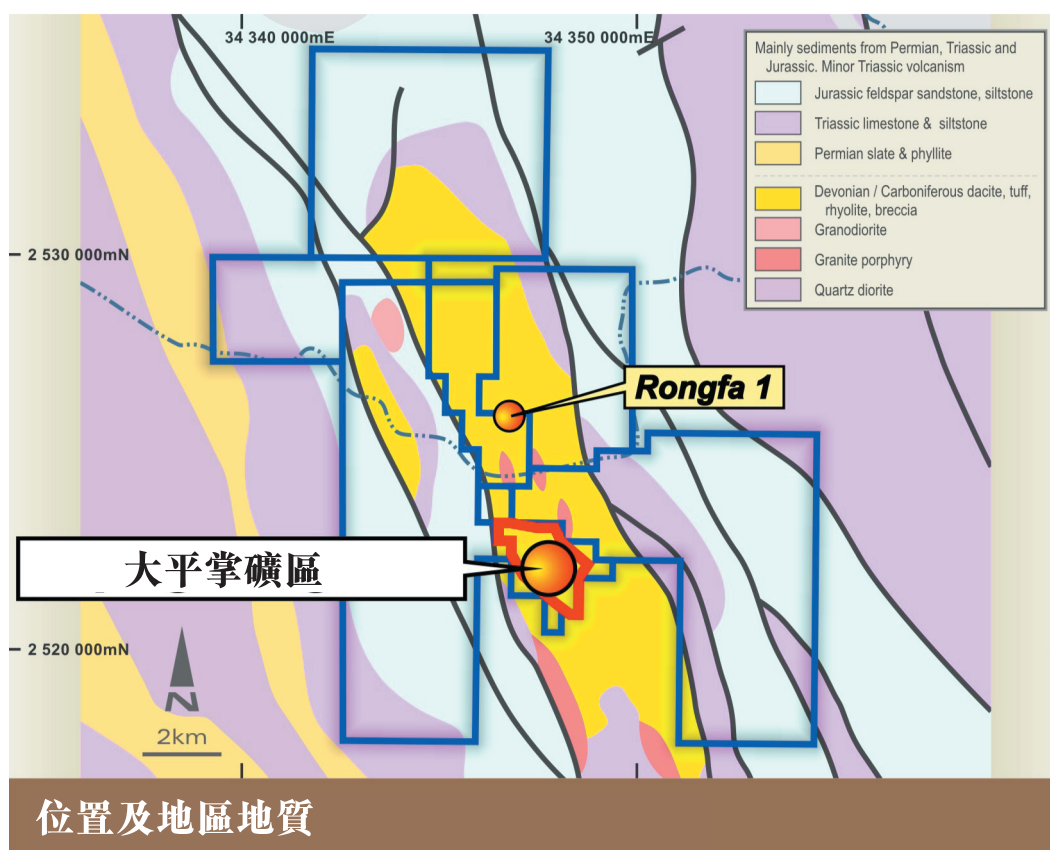 34 340 000mE
34 350 000mE
Mainly sediments from Permian, Triassic and
Jurassic. Minor Triassic volcanism
Jurassic feldspar sandstone, siltstone
Triassic limestone & siltstone
Permian slate & phyllite
Devonian / Carboniferous dacite, tuff,
rhyolite, breccia
Granodiorite
Granite porphyry
Quartz diorite
2 530 000mN
Rongfa 1
大平掌礦區
2 520 000mN
N
2km
位置及地區地質